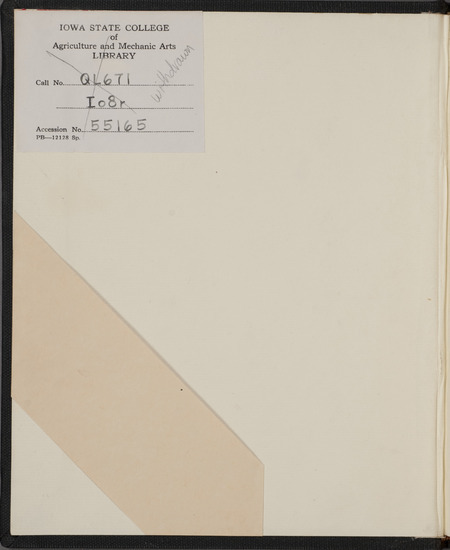 IOWA STATE COLLEGE
of
Agriculture and Mechanic Arts
LIBRARY
Call No. QL671
Io8r
Accession No. 55165
PB—12128 Sp.
withdrawn